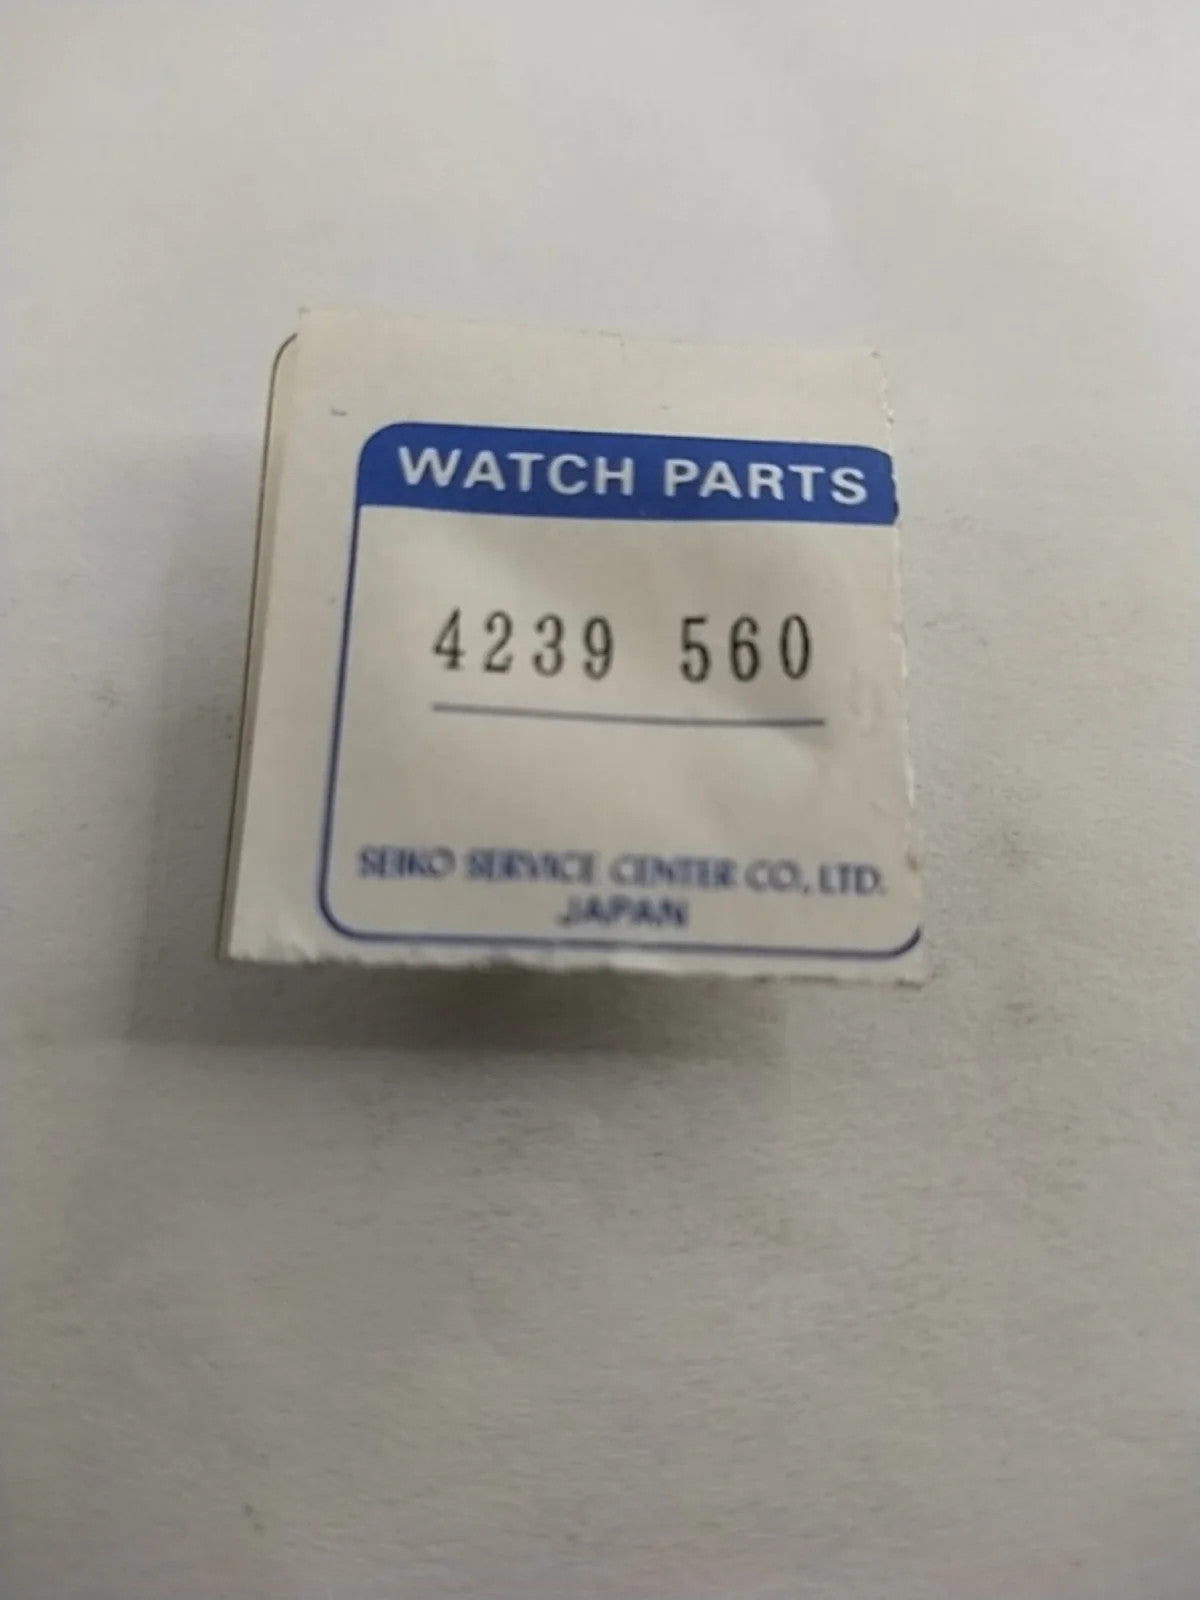 WATCH PARTS
4239 560
SEIKO SERVICE CENTER CO., LTD.
JAPAN